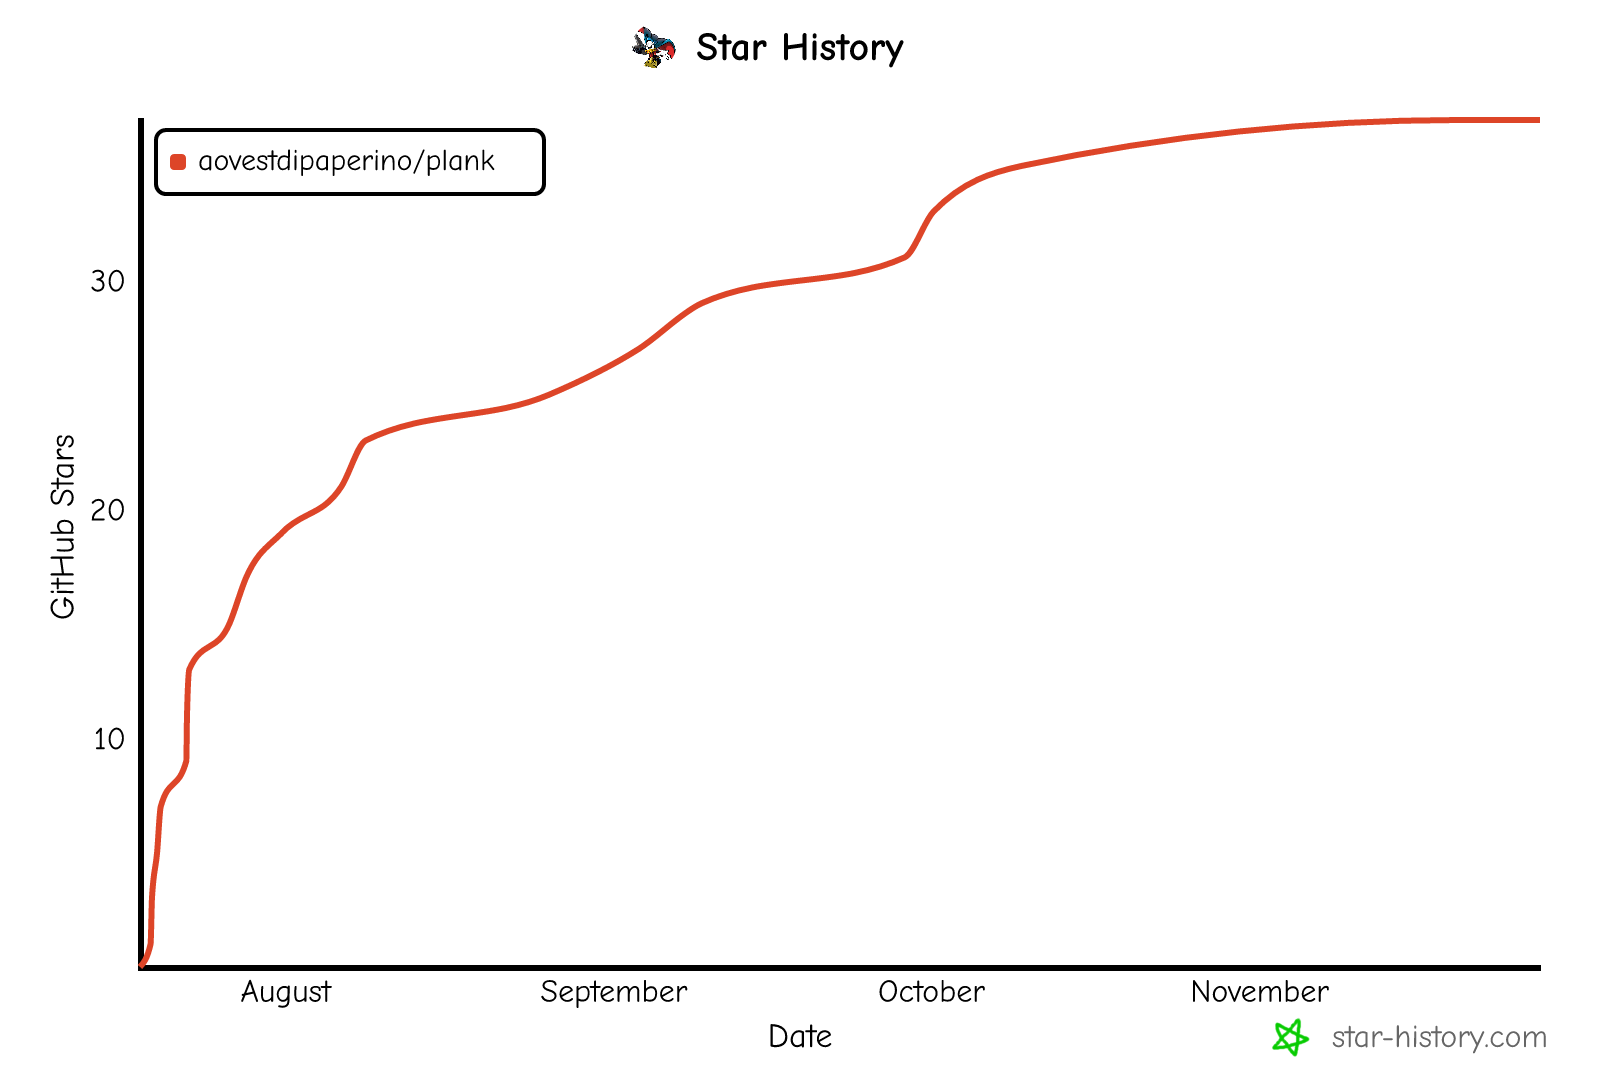 Star History
aovestdipaperino/plank
30
20
10
GitHub Stars
August September October November
Date
star-history.com